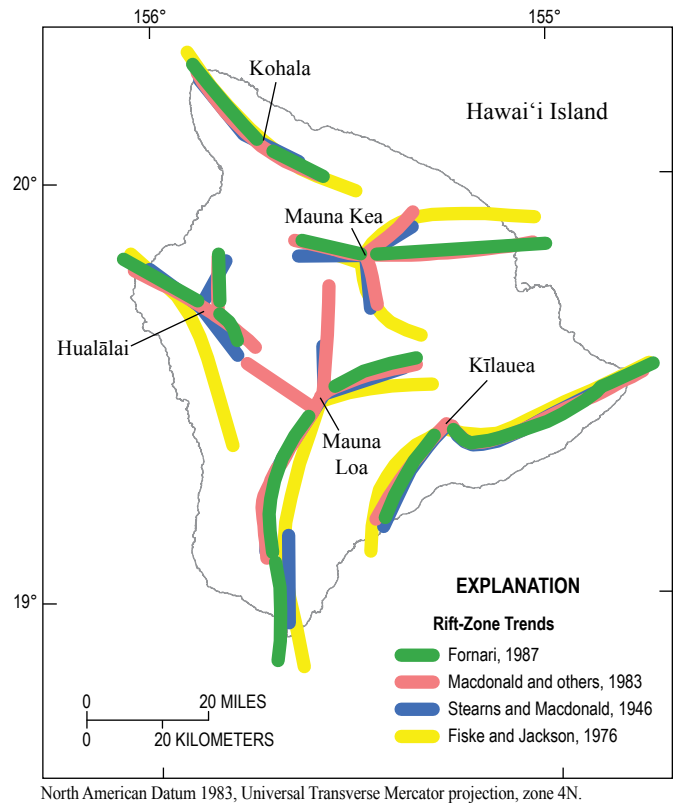 156°
155°
Kohala
Hawai‘i Island
20°
Mauna Kea
Hualālai
Kīlauea
Mauna
Loa
19°
EXPLANATION
Rift-Zone Trends
Fornari, 1987
Macdonald and others, 1983
Stearns and Macdonald, 1946
Fiske and Jackson, 1976
0 20 MILES
0 20 KILOMETERS
North American Datum 1983, Universal Transverse Mercator projection, zone 4N.